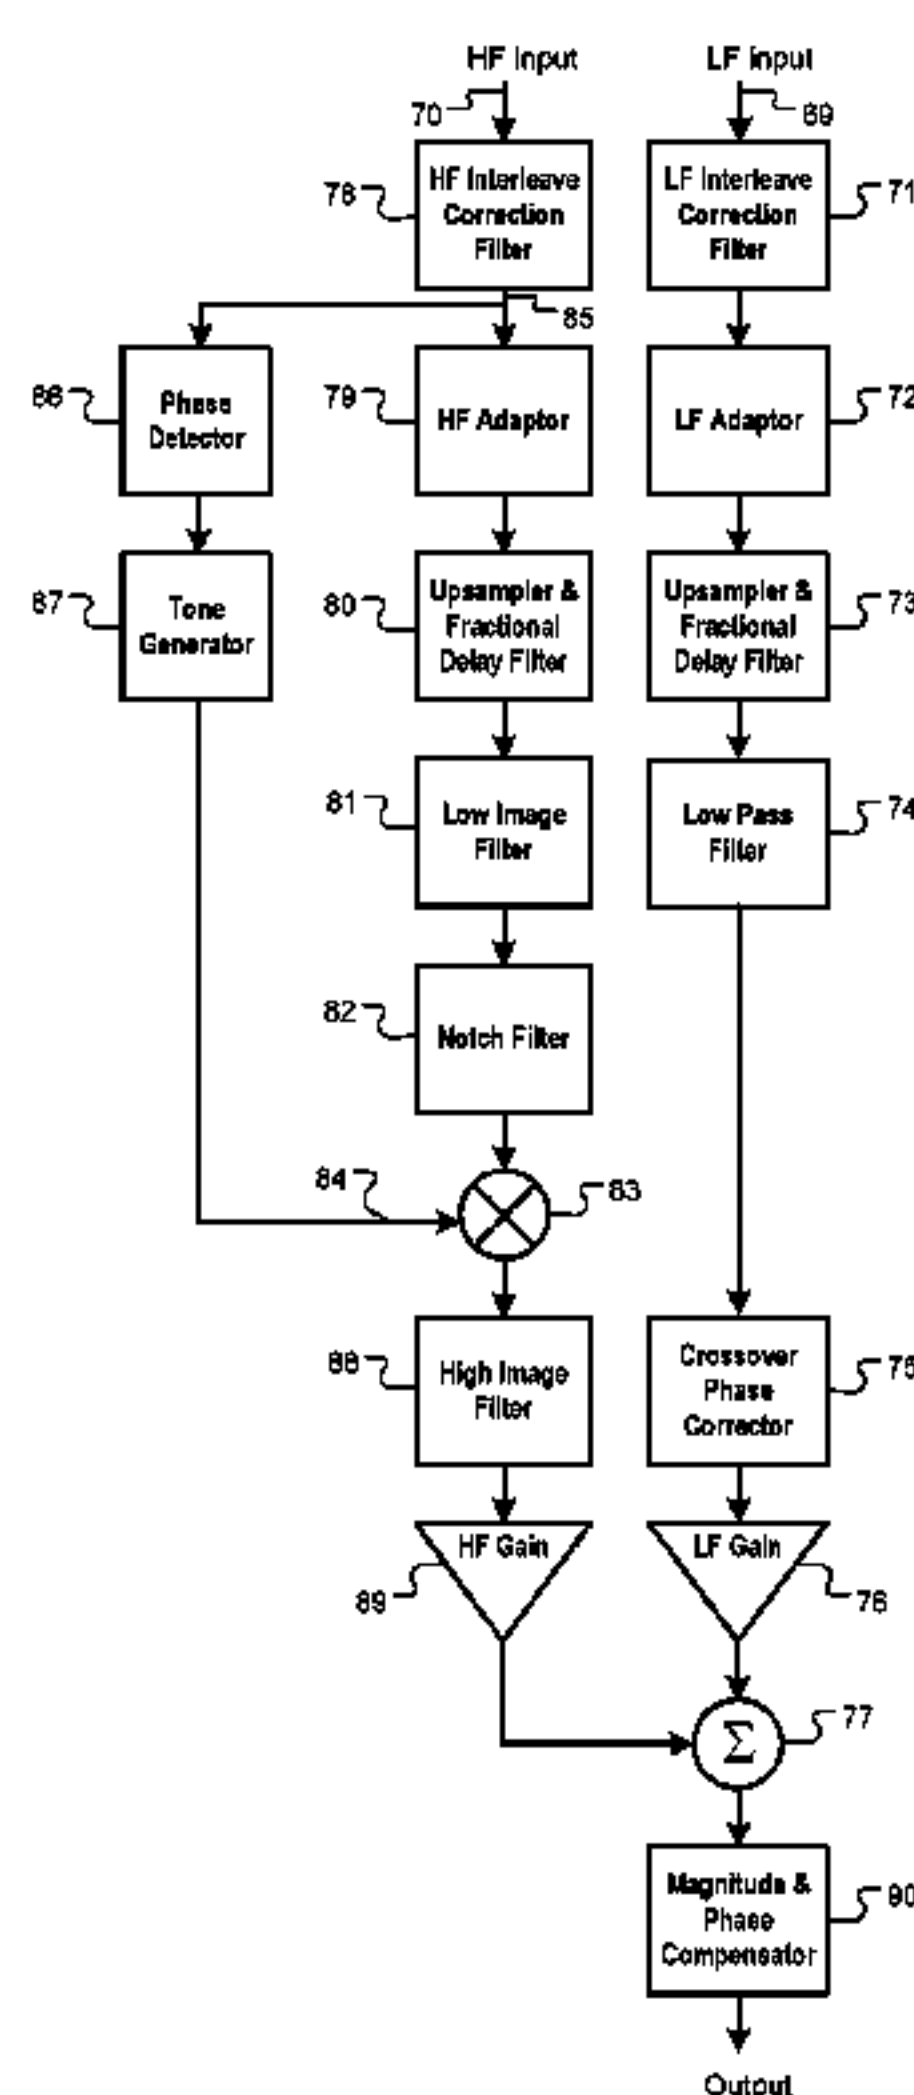 HF Input
LF input
70
69
78
HF Interleave
Correction
Filter
LF Interleave
Correction
Filter
71
85
86
Phase
Detector
79
HF Adaptor
LF Adaptor
72
87
Tone
Generator
80
Upsampler &
Fractional
Delay Filter
Upsampler &
Fractional
Delay Filter
73
81
Low Image
Filter
Low Pass
Filter
74
82
Notch Filter
84
83
88
High Image
Filter
Crossover
Phase
Corrector
75
HF Gain
LF Gain
89
76
Σ
77
Magnitude &
Phase
Compensator
90
Output